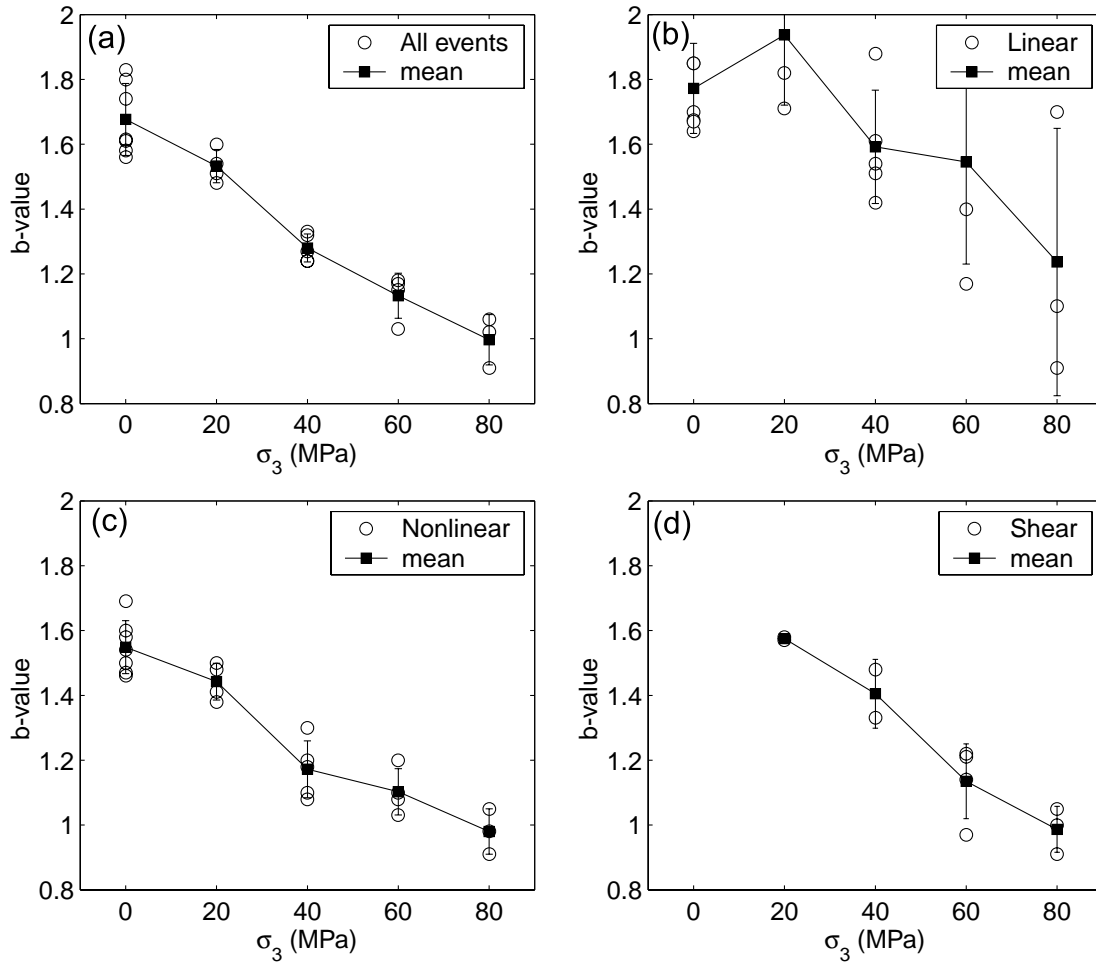 (a)
All events
mean
2
1.8
1.6
1.4
1.2
1
0.8
b-value
0 20 40 60 80
σ3 (MPa)
(b)
Linear
mean
2
1.8
1.6
1.4
1.2
1
0.8
b-value
0 20 40 60 80
σ3 (MPa)
(c)
Nonlinear
mean
2
1.8
1.6
1.4
1.2
1
0.8
b-value
0 20 40 60 80
σ3 (MPa)
(d)
Shear
mean
2
1.8
1.6
1.4
1.2
1
0.8
b-value
0 20 40 60 80
σ3 (MPa)